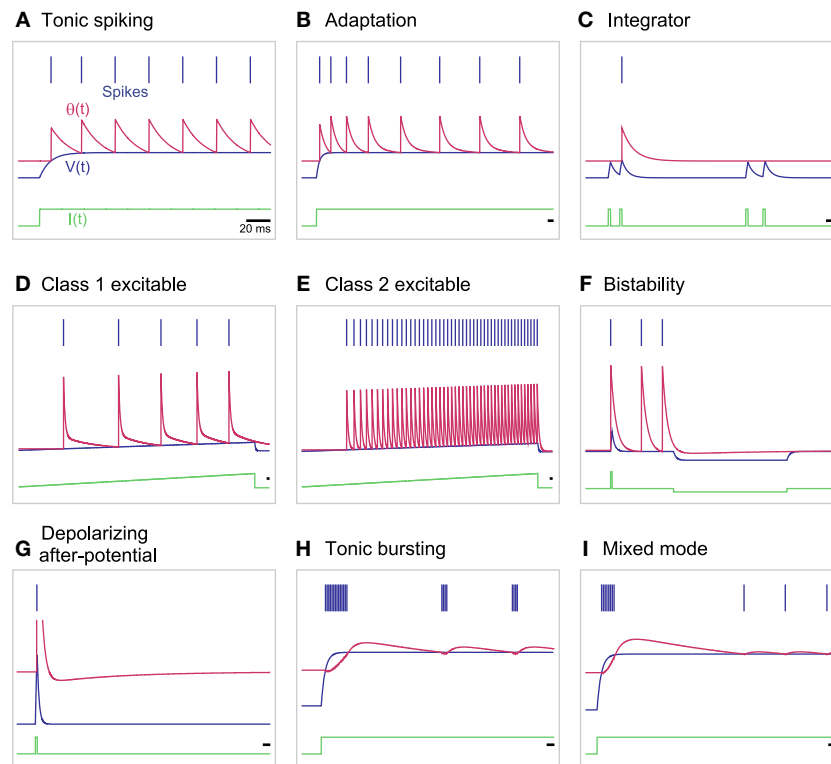 A Tonic spiking
B Adaptation
C Integrator
Spikes
θ(t)
V(t)
I(t)
20 ms
D Class 1 excitable
E Class 2 excitable
F Bistability
G Depolarizing
after-potential
H Tonic bursting
I Mixed mode